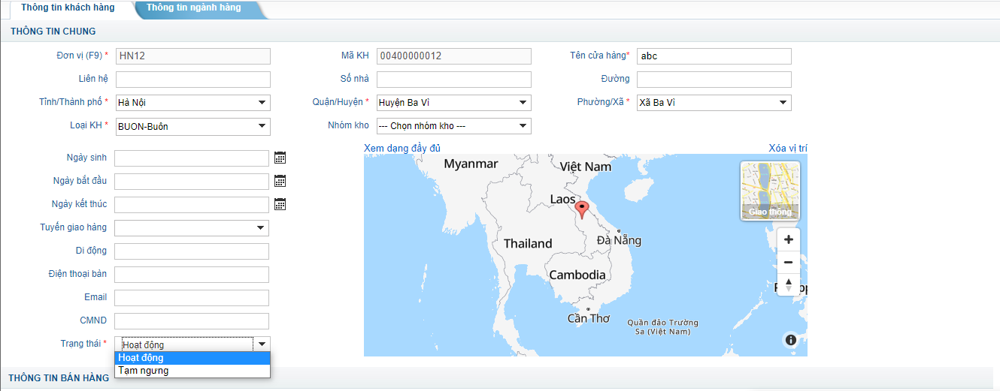 Thông tin khách hàng Thông tin ngành hàng
THÔNG TIN CHUNG
Đơn vị (F9) * HN12 Mã KH 00400000012 Tên cửa hàng* abc
Liên hệ Số nhà Đường
Tỉnh/Thành phố * Hà Nội Quận/Huyện * Huyện Ba Vì Phường/Xã * Xã Ba Vì
Loại KH * BUON-Buôn Nhóm kho --- Chọn nhóm kho ---
Xem dạng đầy đủ Xóa vị trí
Ngày sinh
Ngày bắt đầu
Ngày kết thúc
Tuyến giao hàng
Di động
Điện thoại bàn
Email
CMND
Trạng thái * Hoạt động
Hoạt động
Tạm ngưng
Myanmar
Việt Nam
Laos
Giao thông
Thailand
Đà Nẵng
Cambodia
Cần Thơ
Quần đảo Trường
Sa (Việt Nam)
THÔNG TIN BÁN HÀNG